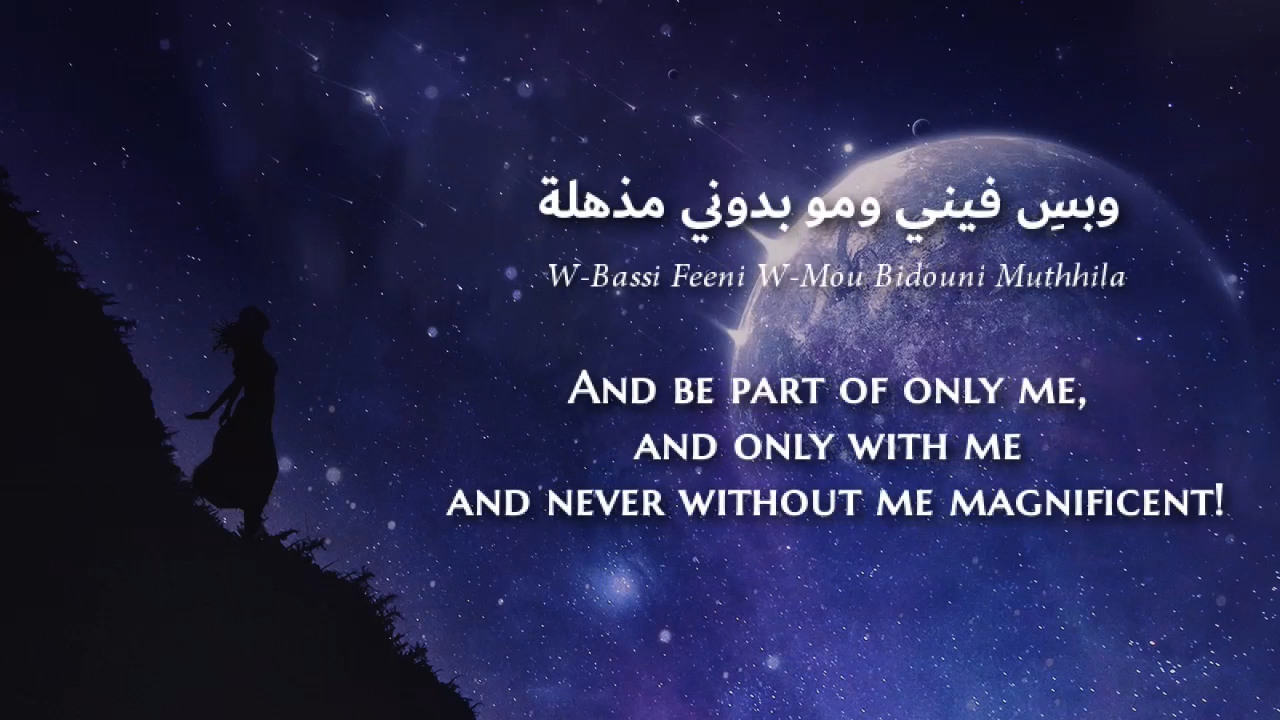 وبسِ فيني ومو بدوني مذهلة
W-Bassi Feeni W-Mou Bidouni Muthhila
And be part of only me,
and only with me
and never without me magnificent!